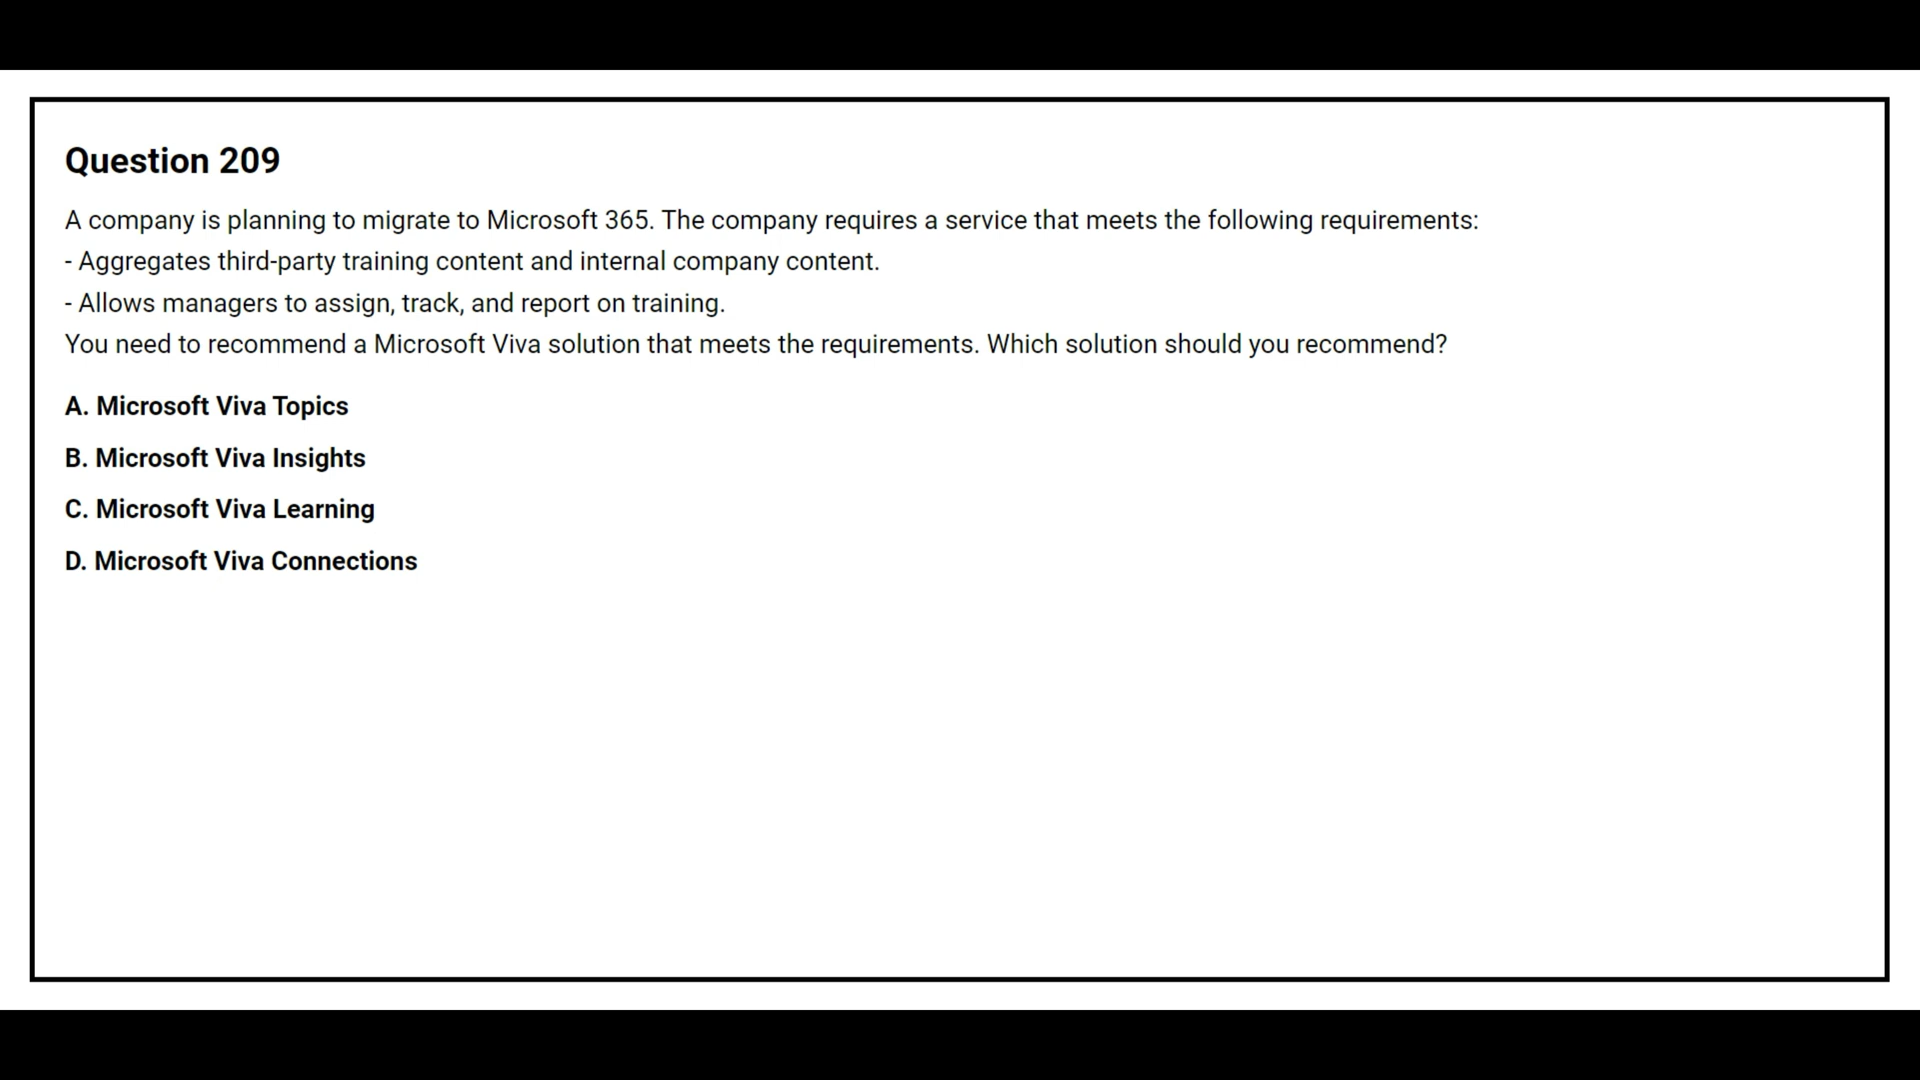 Question 209
A company is planning to migrate to Microsoft 365. The company requires a service that meets the following requirements:
- Aggregates third-party training content and internal company content.
- Allows managers to assign, track, and report on training.
You need to recommend a Microsoft Viva solution that meets the requirements. Which solution should you recommend?
A. Microsoft Viva Topics
B. Microsoft Viva Insights
C. Microsoft Viva Learning
D. Microsoft Viva Connections